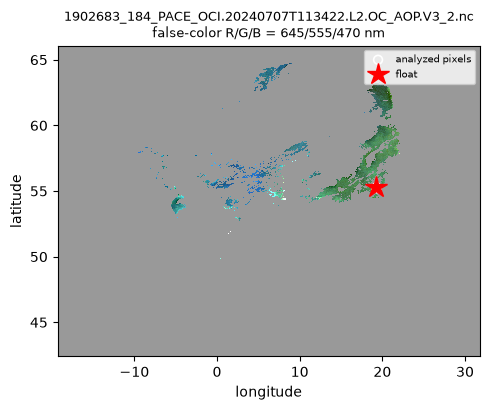 1902683_184_PACE_OCI.20240707T113422.L2.OC_AOP.V3_2.nc
false-color R/G/B = 645/555/470 nm
analyzed pixels
float
65
60
55
50
45
latitude
−10
0
10
20
30
longitude